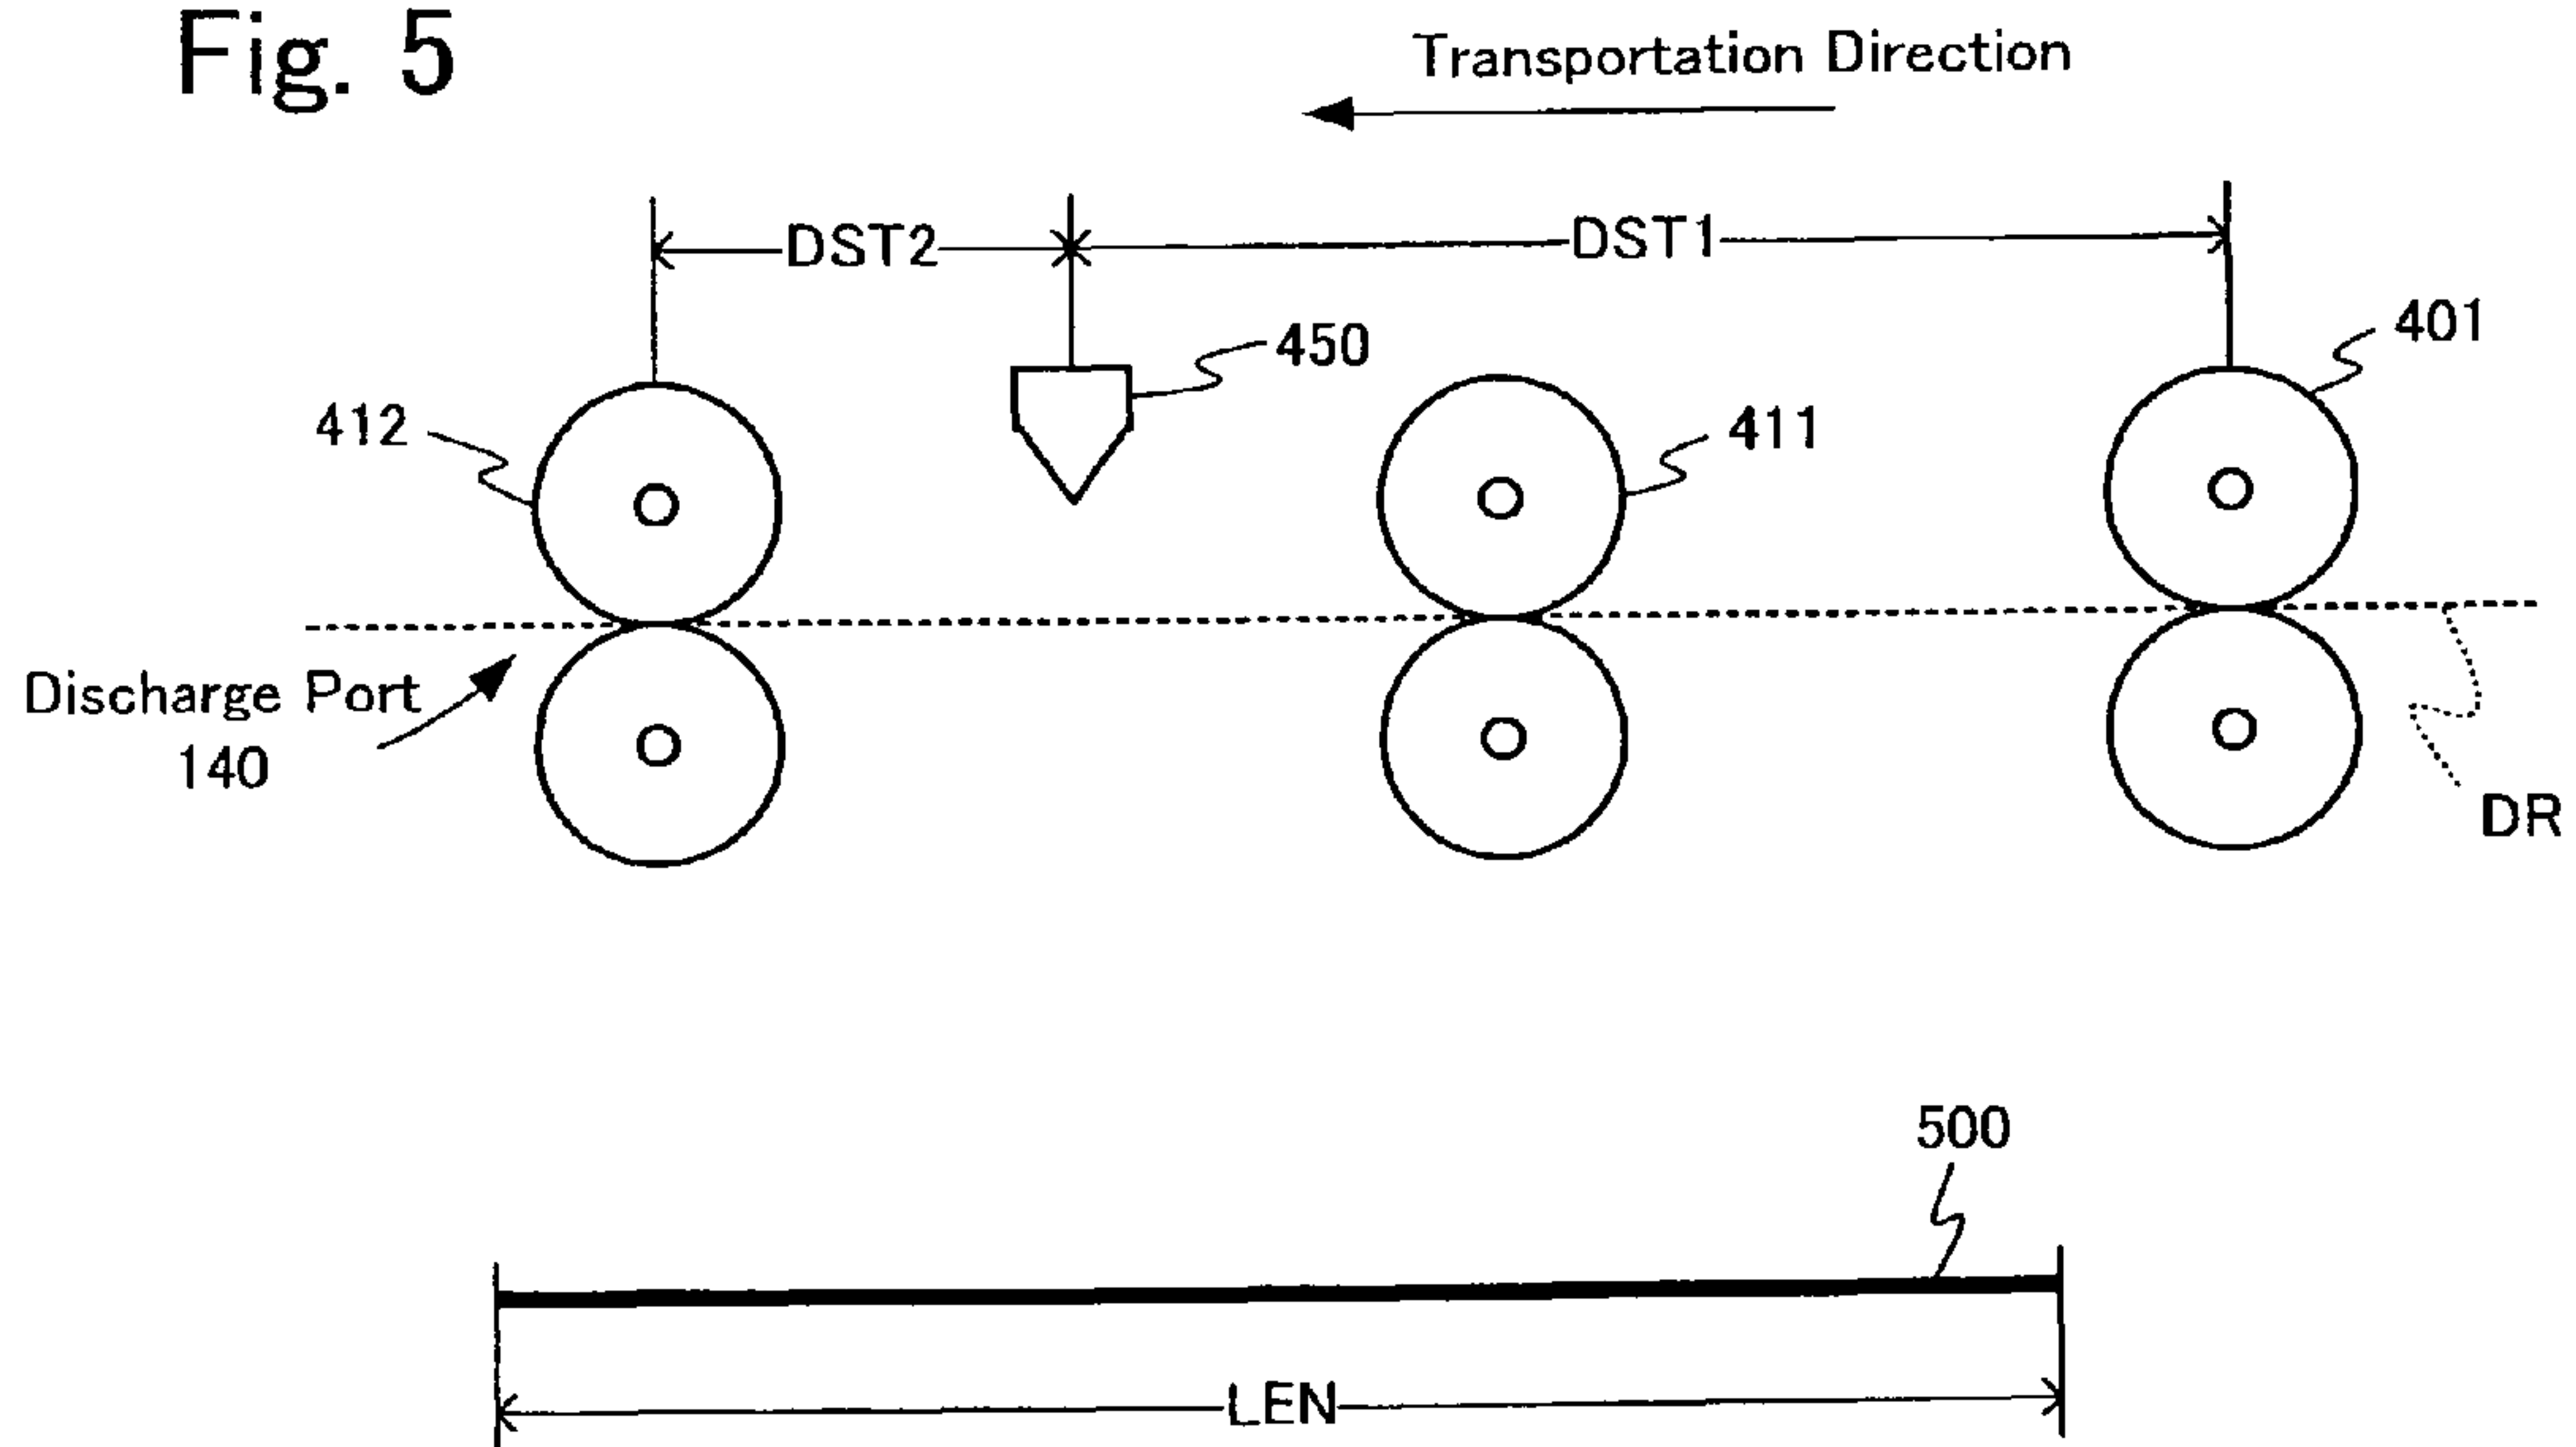 Fig. 5
Transportation Direction
DST2
DST1
450
401
412
411
Discharge Port
140
DR
500
LEN